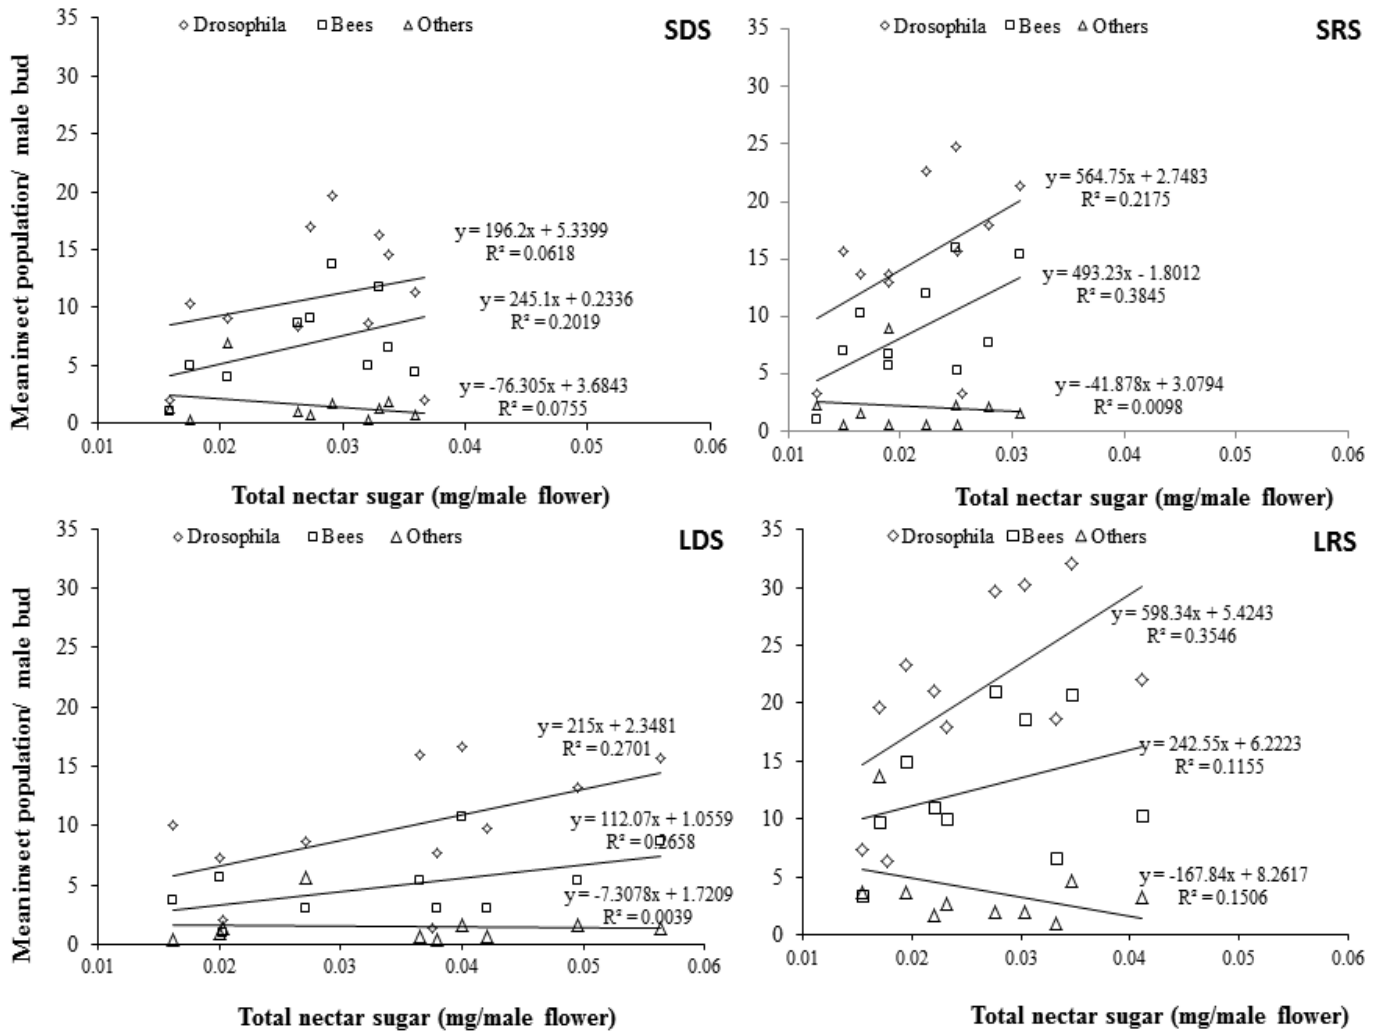 Drosophila Bees Others
SDS
35
30
25
20
15
10
5
0
Mean insect population/ male bud
y = 196.2x + 5.3399
R² = 0.0618
y = 245.1x + 0.2336
R² = 0.2019
y = -76.305x + 3.6843
R² = 0.0755
0.01 0.02 0.03 0.04 0.05 0.06
Total nectar sugar (mg/male flower)
Drosophila Bees Others
SRS
35
30
25
20
15
10
5
0
y = 564.75x + 2.7483
R² = 0.2175
y = 493.23x - 1.8012
R² = 0.3845
y = -41.878x + 3.0794
R² = 0.0098
0.01 0.02 0.03 0.04 0.05 0.06
Total nectar sugar (mg/male flower)
Drosophila Bees Others
LDS
35
30
25
20
15
10
5
0
Mean insect population/ male bud
y = 215x + 2.3481
R² = 0.2701
y = 112.07x + 1.0559
R² = 0.2658
y = -7.3078x + 1.7209
R² = 0.0039
0.01 0.02 0.03 0.04 0.05 0.06
Total nectar sugar (mg/male flower)
Drosophila Bees Others
LRS
35
30
25
20
15
10
5
0
y = 598.34x + 5.4243
R² = 0.3546
y = 242.55x + 6.2223
R² = 0.1155
y = -167.84x + 8.2617
R² = 0.1506
0.01 0.02 0.03 0.04 0.05 0.06
Total nectar sugar (mg/male flower)